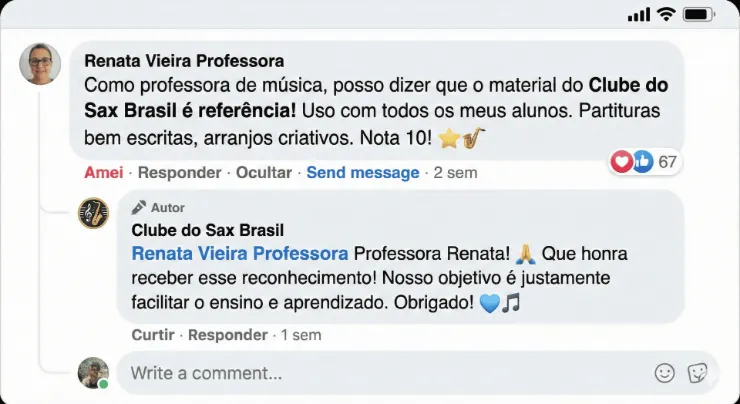 Renata Vieira Professora
Como professora de música, posso dizer que o material do Clube do
Sax Brasil é referência! Uso com todos os meus alunos. Partituras
bem escritas, arranjos criativos. Nota 10! ⭐🎷
67
Amei · Responder · Ocultar · Send message · 2 sem
Autor
Clube do Sax Brasil
Renata Vieira Professora Professora Renata! 🙏 Que honra
receber esse reconhecimento! Nosso objetivo é justamente
facilitar o ensino e aprendizado. Obrigado! 💙🎵
Curtir · Responder · 1 sem
Write a comment...